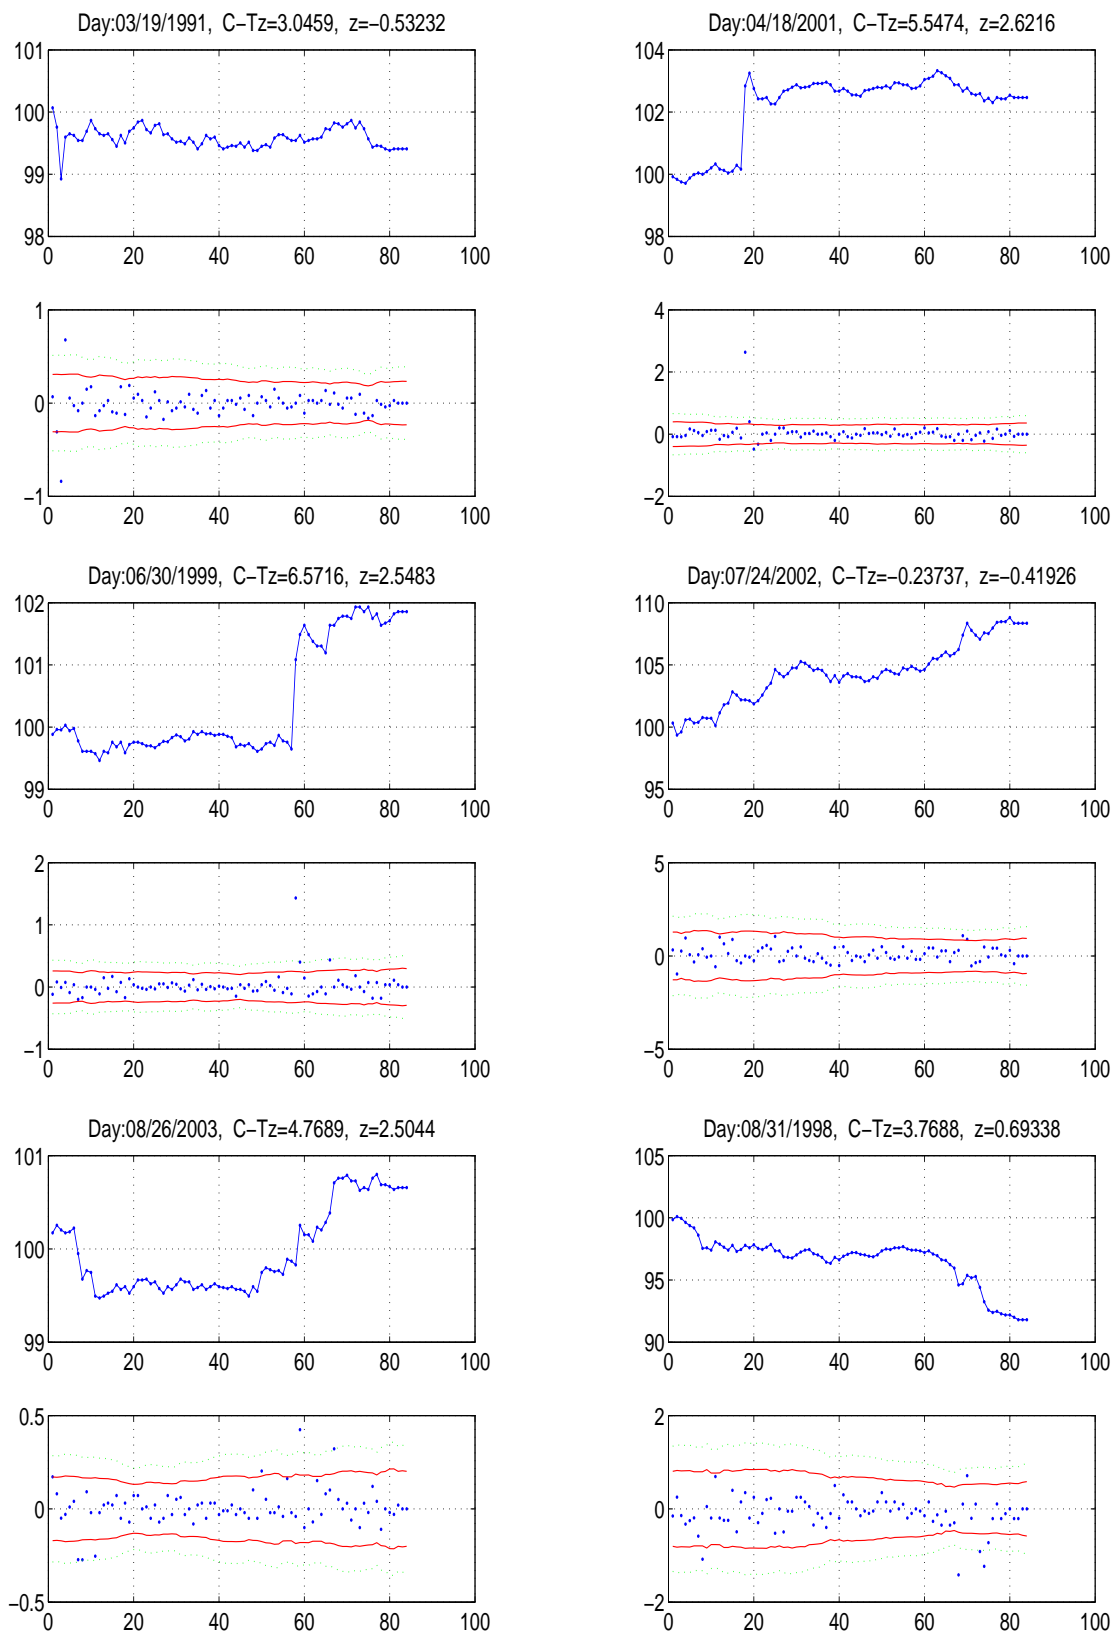 Day:03/19/1991, C−Tz=3.0459, z=−0.53232
101
100
99
98
0 20 40 60 80 100
1
0
−1
0 20 40 60 80 100
Day:04/18/2001, C−Tz=5.5474, z=2.6216
104
102
100
98
0 20 40 60 80 100
4
2
0
−2
0 20 40 60 80 100
Day:06/30/1999, C−Tz=6.5716, z=2.5483
102
101
100
99
0 20 40 60 80 100
2
1
0
−1
0 20 40 60 80 100
Day:07/24/2002, C−Tz=−0.23737, z=−0.41926
110
105
100
95
0 20 40 60 80 100
5
0
−5
0 20 40 60 80 100
Day:08/26/2003, C−Tz=4.7689, z=2.5044
101
100
99
0 20 40 60 80 100
0.5
0
−0.5
0 20 40 60 80 100
Day:08/31/1998, C−Tz=3.7688, z=0.69338
105
100
95
90
0 20 40 60 80 100
2
0
−2
0 20 40 60 80 100